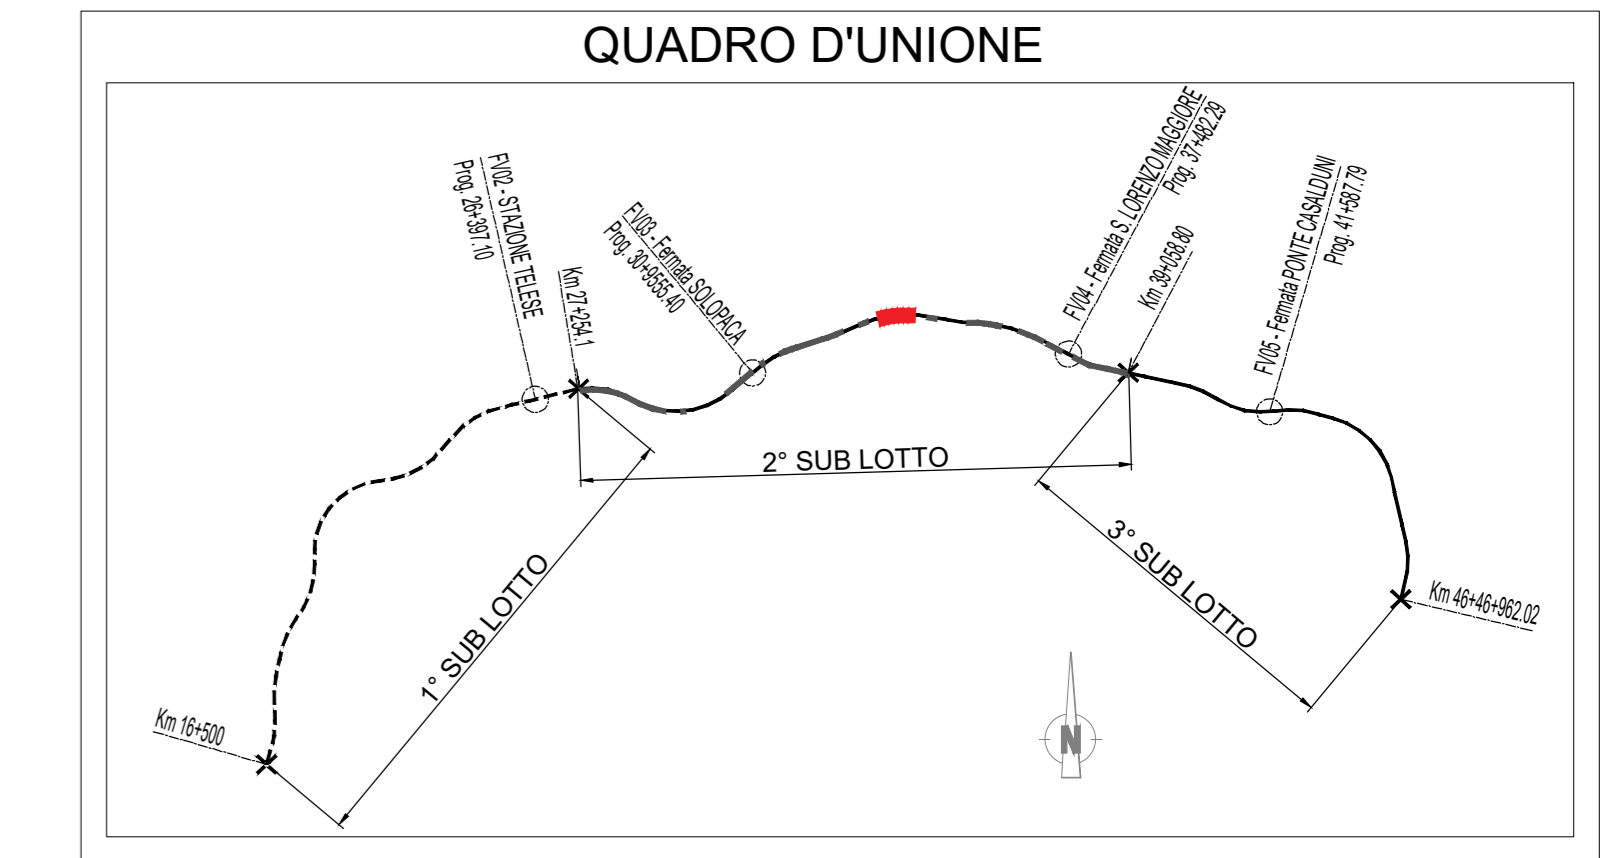 QUADRO D'UNIONE
FV02 - STAZIONE TELESE
Prog. 26+397.10
Km 27+254.1
FV03 - Fermata SOLOPACA
Prog. 30+9555.40
FV04 - Fermata S. LORENZO MAGGIORE
Prog. 37+482.29
Km 39+058.80
FV05 - Fermata PONTE CASALDUNI
Prog. 41+587.79
2° SUB LOTTO
1° SUB LOTTO
3° SUB LOTTO
Km 46+46+962.02
Km 16+500
N